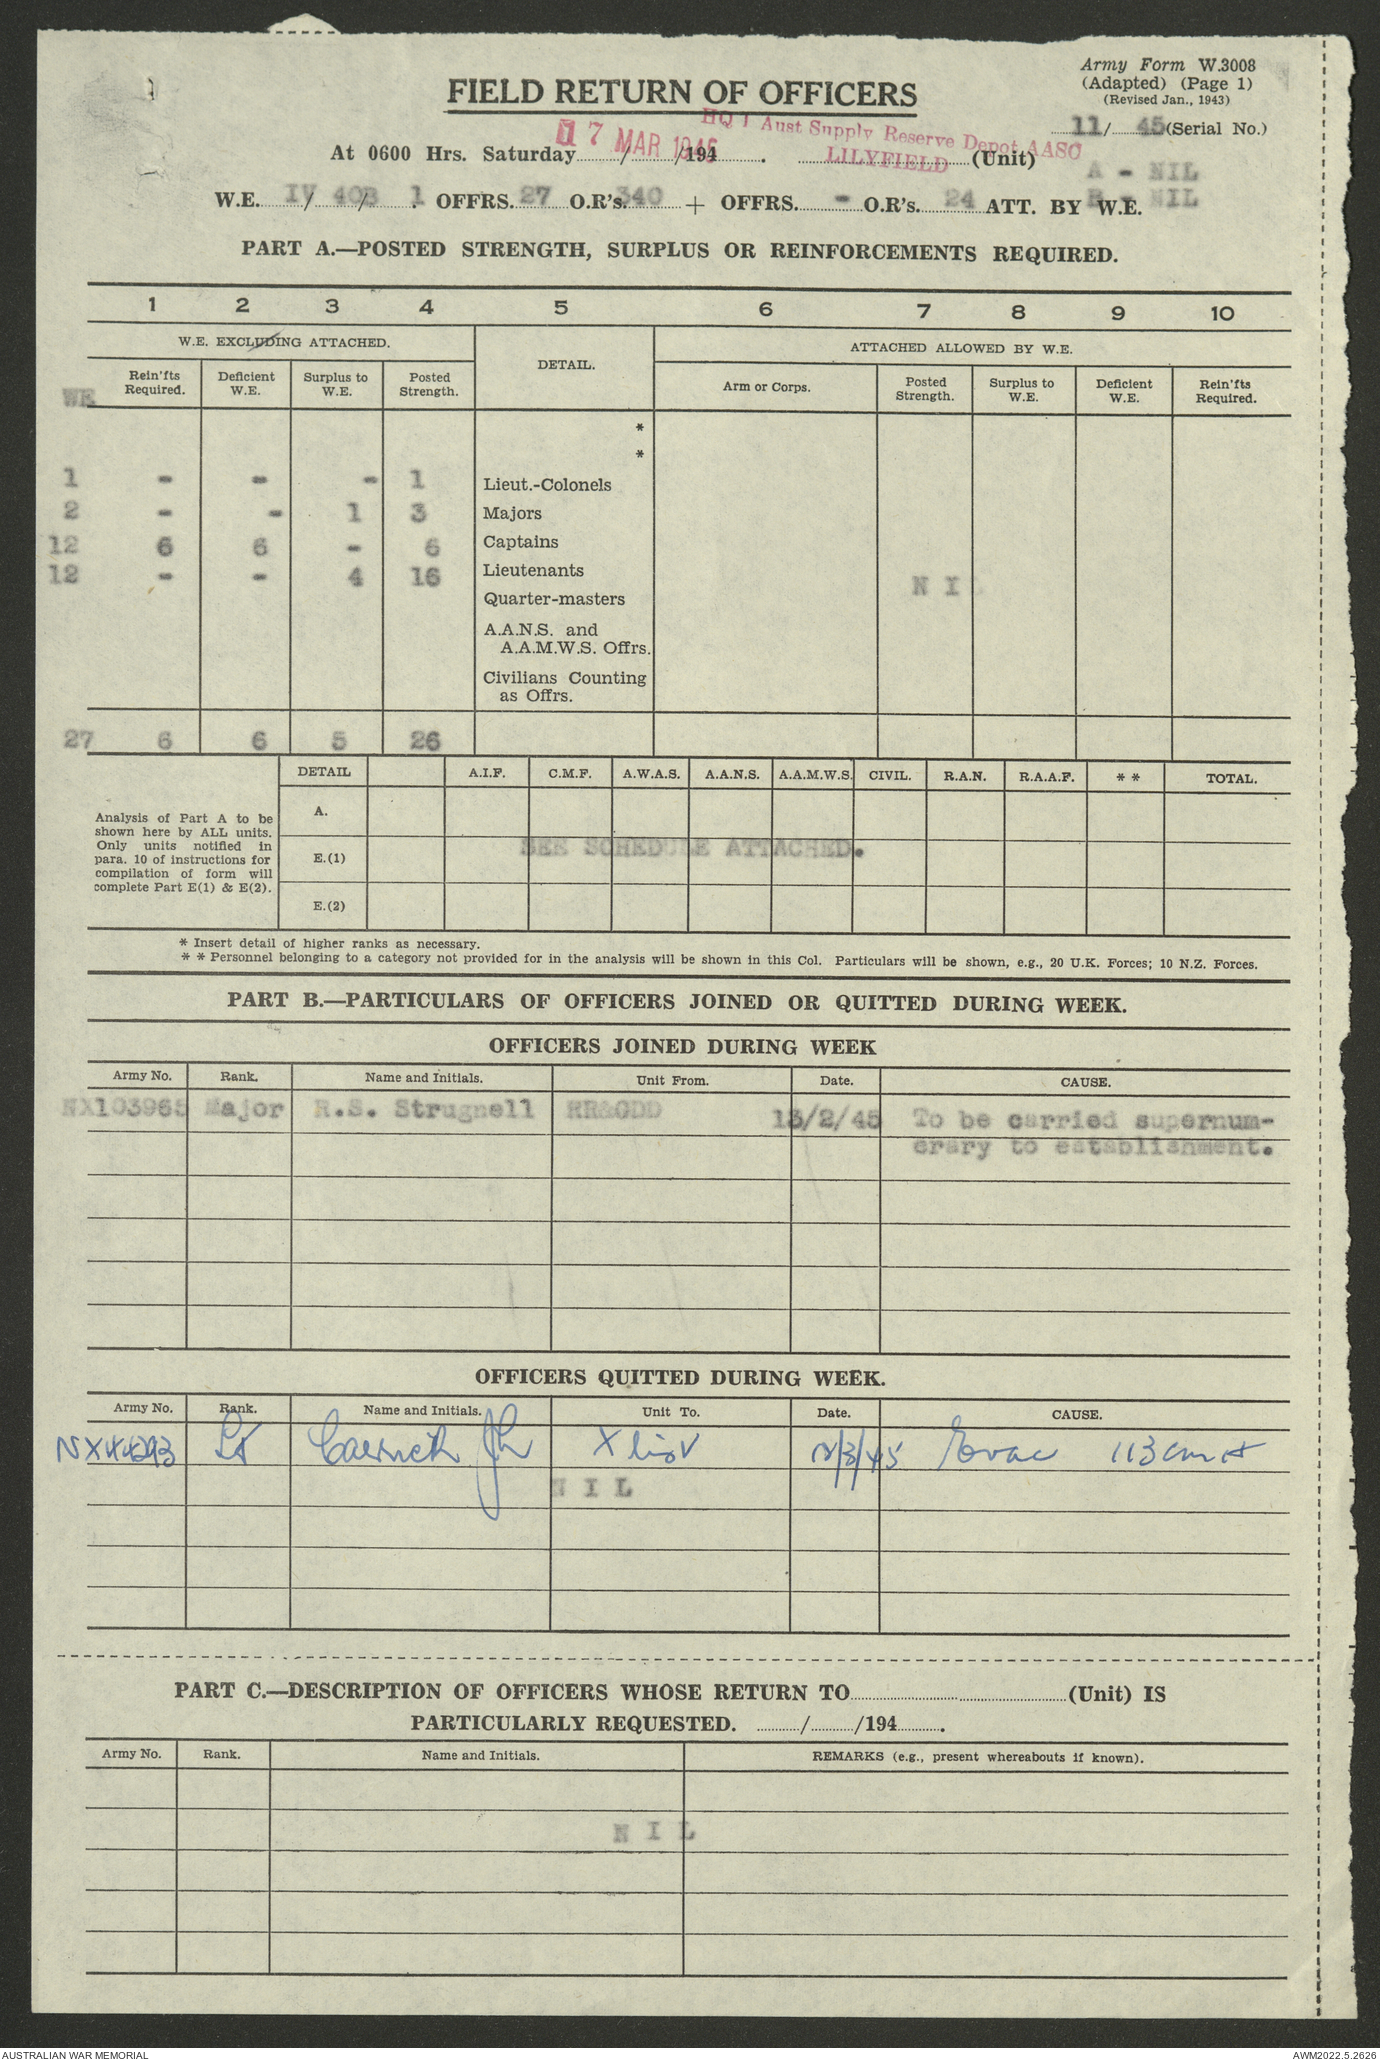 Army Form W.3008
(Adapted) (Page 1)
(Revised Jan., 1943)
FIELD RETURN OF OFFICERS
11/ 45 (Serial No.)
HQ 1 Aust Supply Reserve Depot AASC
LILYFIELD
17 MAR 1945
At 0600 Hrs. Saturday / /194 . (Unit)
A - NIL
W.E. IV / 40B / 1 . OFFRS. 27 O.R's. 340 + OFFRS. - O.R's. 24 ATT. BY W.E.
B - NIL
PART A.—POSTED STRENGTH, SURPLUS OR REINFORCEMENTS REQUIRED.
1 2 3 4 5 6 7 8 9 10
W.E. EXCLUDING ATTACHED. DETAIL. ATTACHED ALLOWED BY W.E.
WE Rein'fts Required. Deficient W.E. Surplus to W.E. Posted Strength. Arm or Corps. Posted Strength. Surplus to W.E. Deficient W.E. Rein'fts Required.
*
*
1 - - - 1 Lieut.-Colonels
2 - - 1 3 Majors
12 6 6 - 6 Captains
12 - - 4 16 Lieutenants
NIL
Quarter-masters
A.A.N.S. and
A.A.M.W.S. Offrs.
Civilians Counting
as Offrs.
27 6 6 5 26
DETAIL A.I.F. C.M.F. A.W.A.S. A.A.N.S. A.A.M.W.S. CIVIL. R.A.N. R.A.A.F. * * TOTAL.
Analysis of Part A to be
shown here by ALL units.
Only units notified in
para. 10 of instructions for
compilation of form will
complete Part E(1) & E(2).
A.
E.(1)
SEE SCHEDULE ATTACHED.
E.(2)
* Insert detail of higher ranks as necessary.
* * Personnel belonging to a category not provided for in the analysis will be shown in this Col. Particulars will be shown, e.g., 20 U.K. Forces; 10 N.Z. Forces.
PART B.—PARTICULARS OF OFFICERS JOINED OR QUITTED DURING WEEK.
OFFICERS JOINED DURING WEEK
Army No. Rank. Name and Initials. Unit From. Date. CAUSE.
NX103965 Major R.S. Strugnell RR&GDD 13/2/45 To be carried supernum-
erary to establishment.
OFFICERS QUITTED DURING WEEK.
Army No. Rank. Name and Initials. Unit To. Date. CAUSE.
Lt X list /3/45 Evac 113
NIL
PART C.—DESCRIPTION OF OFFICERS WHOSE RETURN TO (Unit) IS
PARTICULARLY REQUESTED. / /194 .
Army No. Rank. Name and Initials. REMARKS (e.g., present whereabouts if known).
NIL
AUSTRALIAN WAR MEMORIAL AWM2022.5.2626